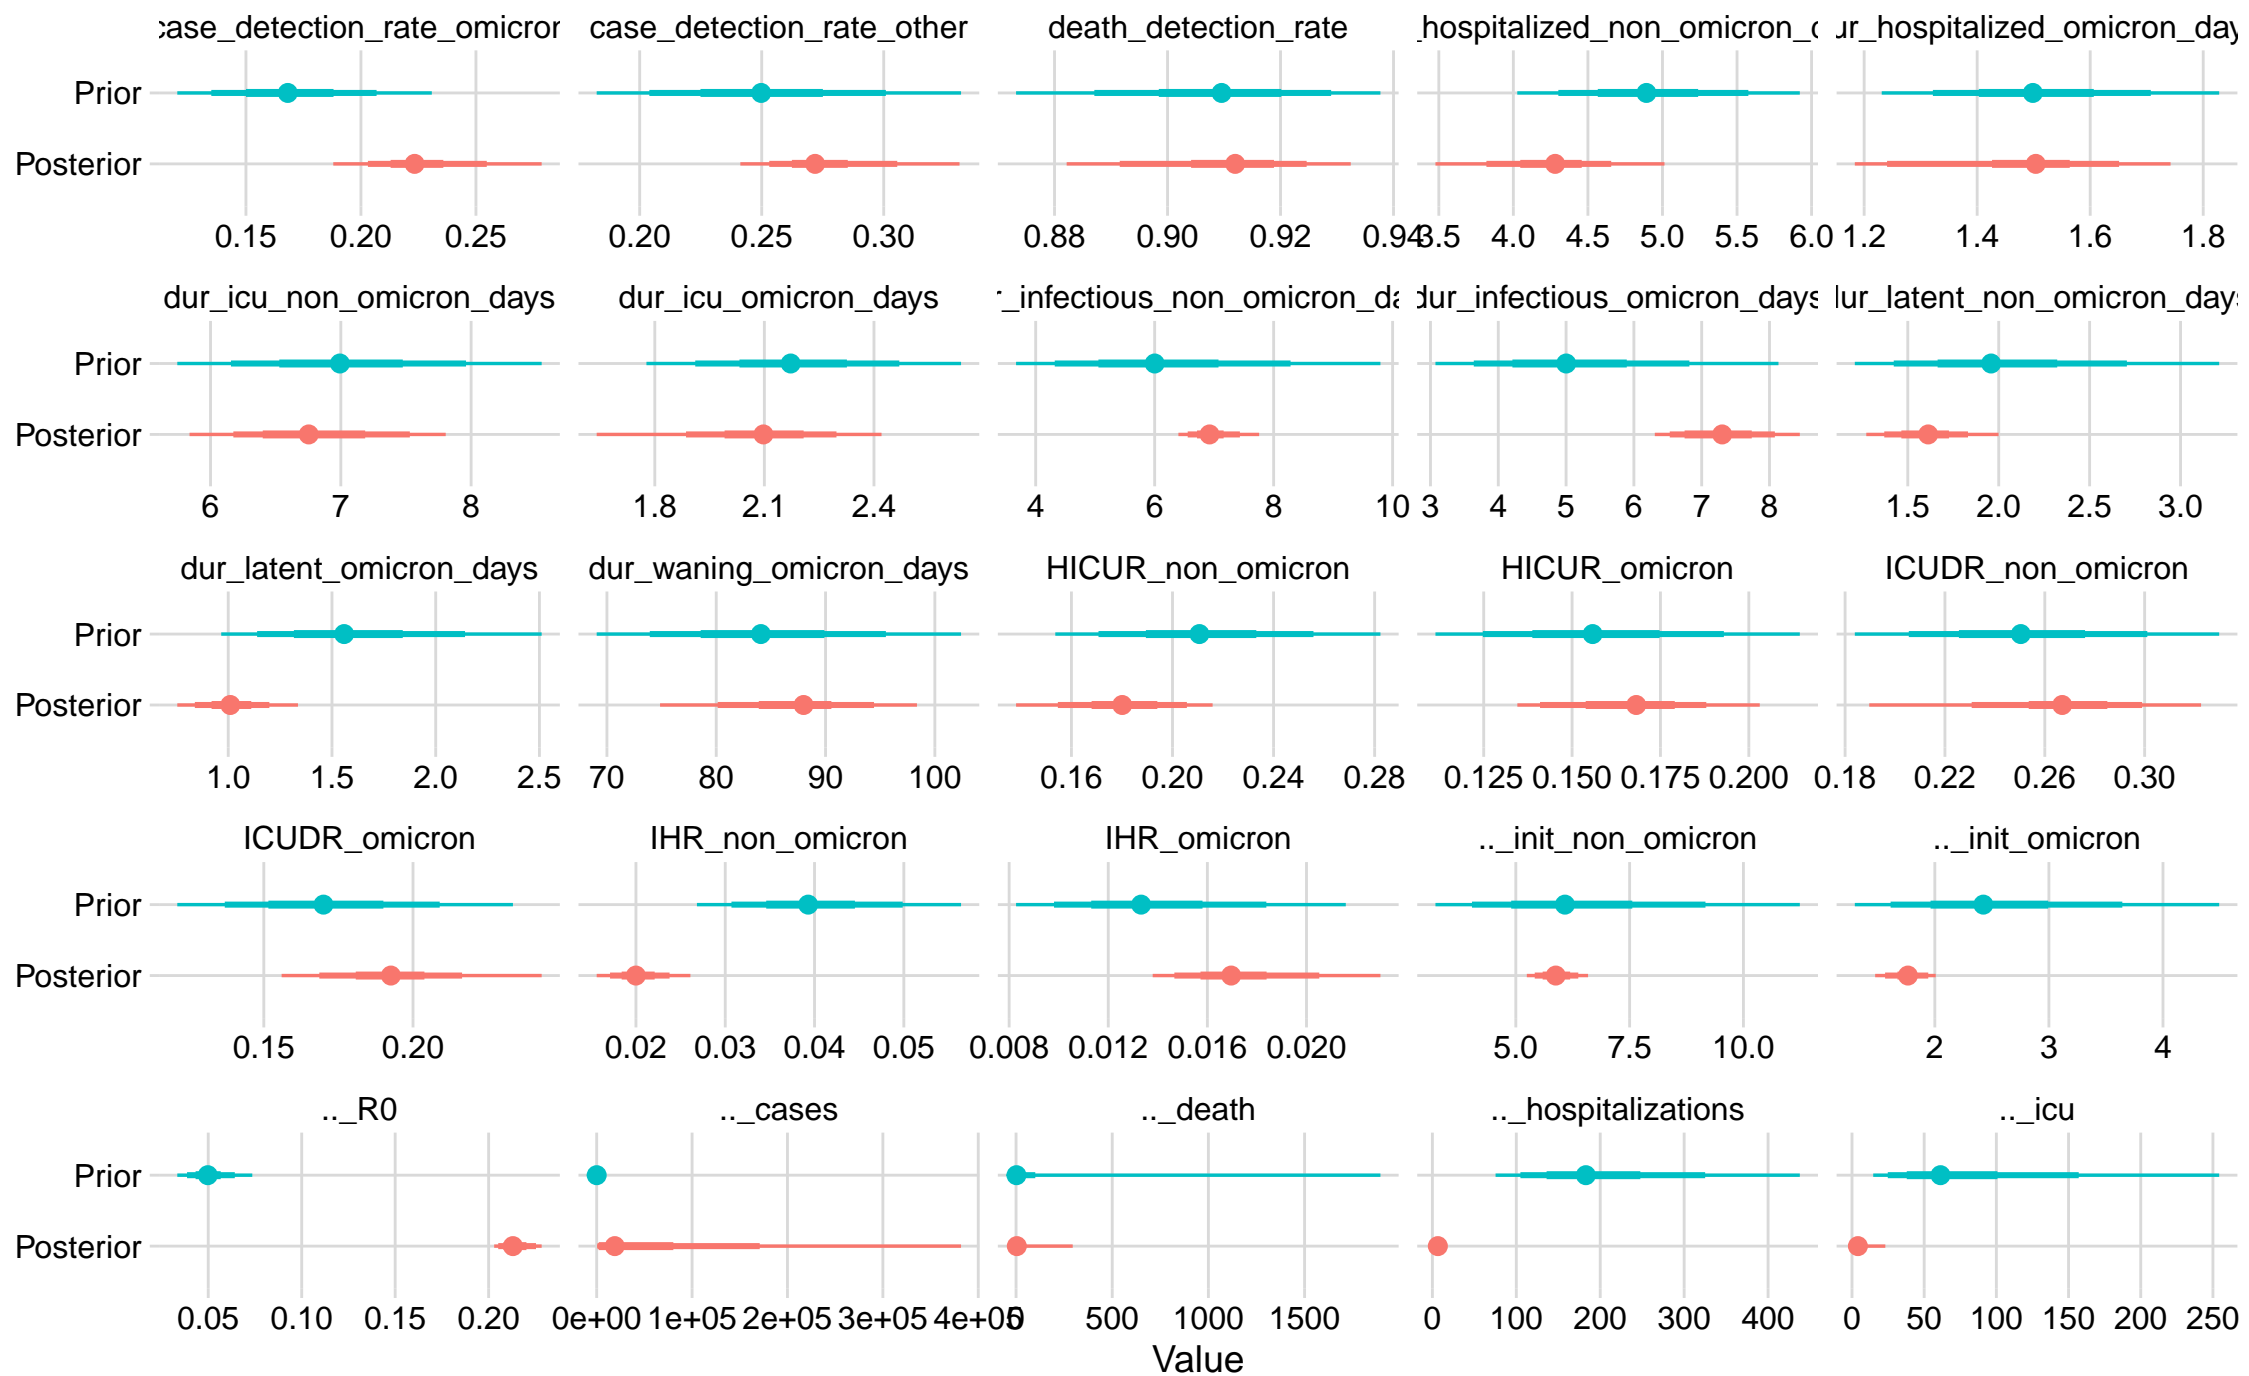 case_detection_rate_omicron case_detection_rate_other death_detection_rate _hospitalized_non_omicron_ ur_hospitalized_omicron_day
Prior
Posterior
0.15 0.20 0.25 0.20 0.25 0.30 0.88 0.90 0.92 0.94 3.5 4.0 4.5 5.0 5.5 6.0 1.2 1.4 1.6 1.8
dur_icu_non_omicron_days dur_icu_omicron_days r_infectious_non_omicron_da dur_infectious_omicron_days dur_latent_non_omicron_days
Prior
Posterior
6 7 8 1.8 2.1 2.4 4 6 8 10 3 4 5 6 7 8 1.5 2.0 2.5 3.0
dur_latent_omicron_days dur_waning_omicron_days HICUR_non_omicron HICUR_omicron ICUDR_non_omicron
Prior
Posterior
1.0 1.5 2.0 2.5 70 80 90 100 0.16 0.20 0.24 0.28 0.125 0.150 0.175 0.200 0.18 0.22 0.26 0.30
ICUDR_omicron IHR_non_omicron IHR_omicron .._init_non_omicron .._init_omicron
Prior
Posterior
0.15 0.20 0.02 0.03 0.04 0.05 0.008 0.012 0.016 0.020 5.0 7.5 10.0 2 3 4
.._R0 .._cases .._death .._hospitalizations .._icu
Prior
Posterior
0.05 0.10 0.15 0.20 0e+00 1e+05 2e+05 3e+05 4e+05 0 500 1000 1500 0 100 200 300 400 0 50 100 150 200 250
Value